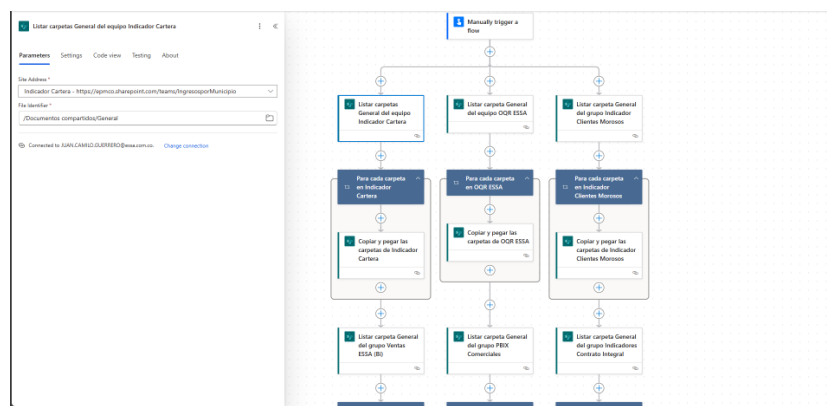 Listar carpetas General del equipo Indicador Cartera
Parameters Settings Code view Testing About
Site Address *
Indicador Cartera - https://epmco.sharepoint.com/teams/IngresosporMunicipio
File Identifier *
/Documentos compartidos/General
Connected to JUAN.CAMILO.GUERRERO@essa.com.co. Change connection
Manually trigger a
flow
Listar carpetas
General del equipo
Indicador Cartera
Listar carpeta General
del equipo OQR ESSA
Listar carpeta General
del grupo Indicador
Clientes Morosos
Para cada carpeta
en Indicador
Cartera
Para cada carpeta
en OQR ESSA
Para cada carpeta
en Indicador
Clientes Morosos
Copiar y pegar las
carpetas de Indicador
Cartera
Copiar y pegar las
carpetas de OQR ESSA
Copiar y pegar las
carpetas de Indicador
Clientes Morosos
Listar carpeta General
del grupo Ventas
ESSA (BI)
Listar carpeta General
del grupo PBIX
Comerciales
Listar carpeta General
del grupo Indicadores
Contrato Integral